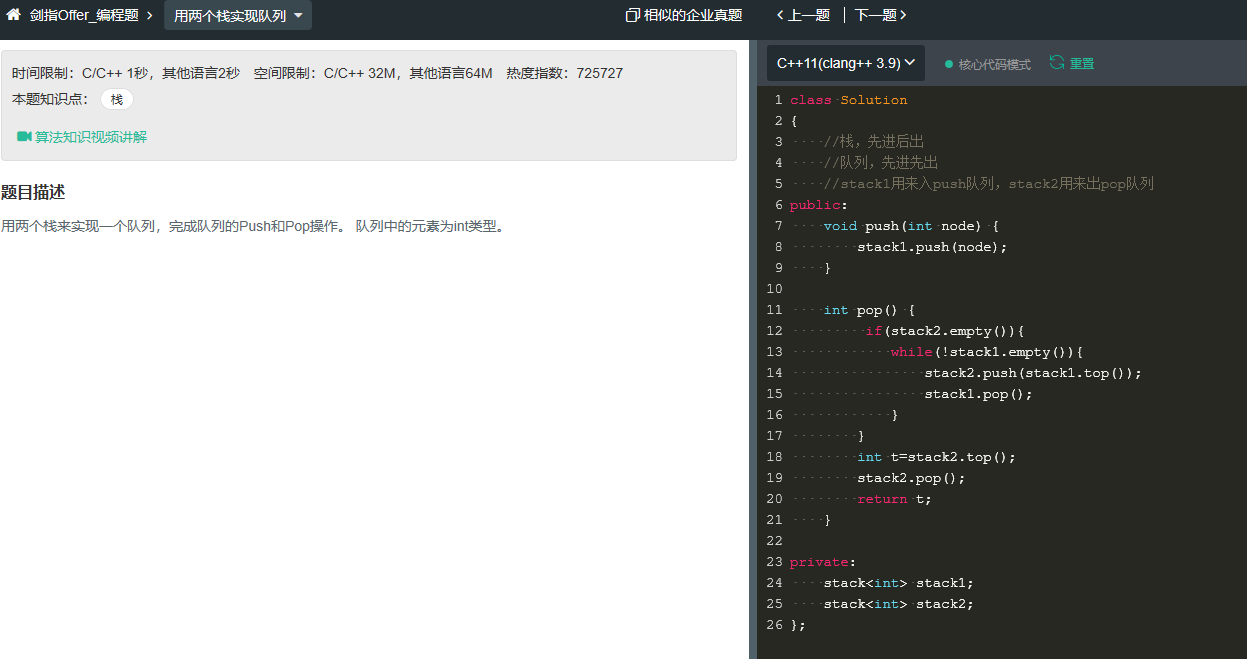 剑指Offer_编程题 > 用两个栈实现队列 相似的企业真题 上一题 下一题
时间限制：C/C++ 1秒，其他语言2秒 空间限制：C/C++ 32M，其他语言64M 热度指数：725727
本题知识点： 栈
算法知识视频讲解
题目描述
用两个栈来实现一个队列，完成队列的Push和Pop操作。 队列中的元素为int类型。
C++11(clang++ 3.9) 核心代码模式 重置
1 class Solution
2 {
3     //栈，先进后出
4     //队列，先进先出
5     //stack1用来入push队列，stack2用来出pop队列
6 public:
7     void push(int node) {
8         stack1.push(node);
9     }
10
11     int pop() {
12          if(stack2.empty()){
13             while(!stack1.empty()){
14                 stack2.push(stack1.top());
15                 stack1.pop();
16             }
17         }
18         int t=stack2.top();
19         stack2.pop();
20         return t;
21     }
22
23 private:
24     stack<int> stack1;
25     stack<int> stack2;
26 };